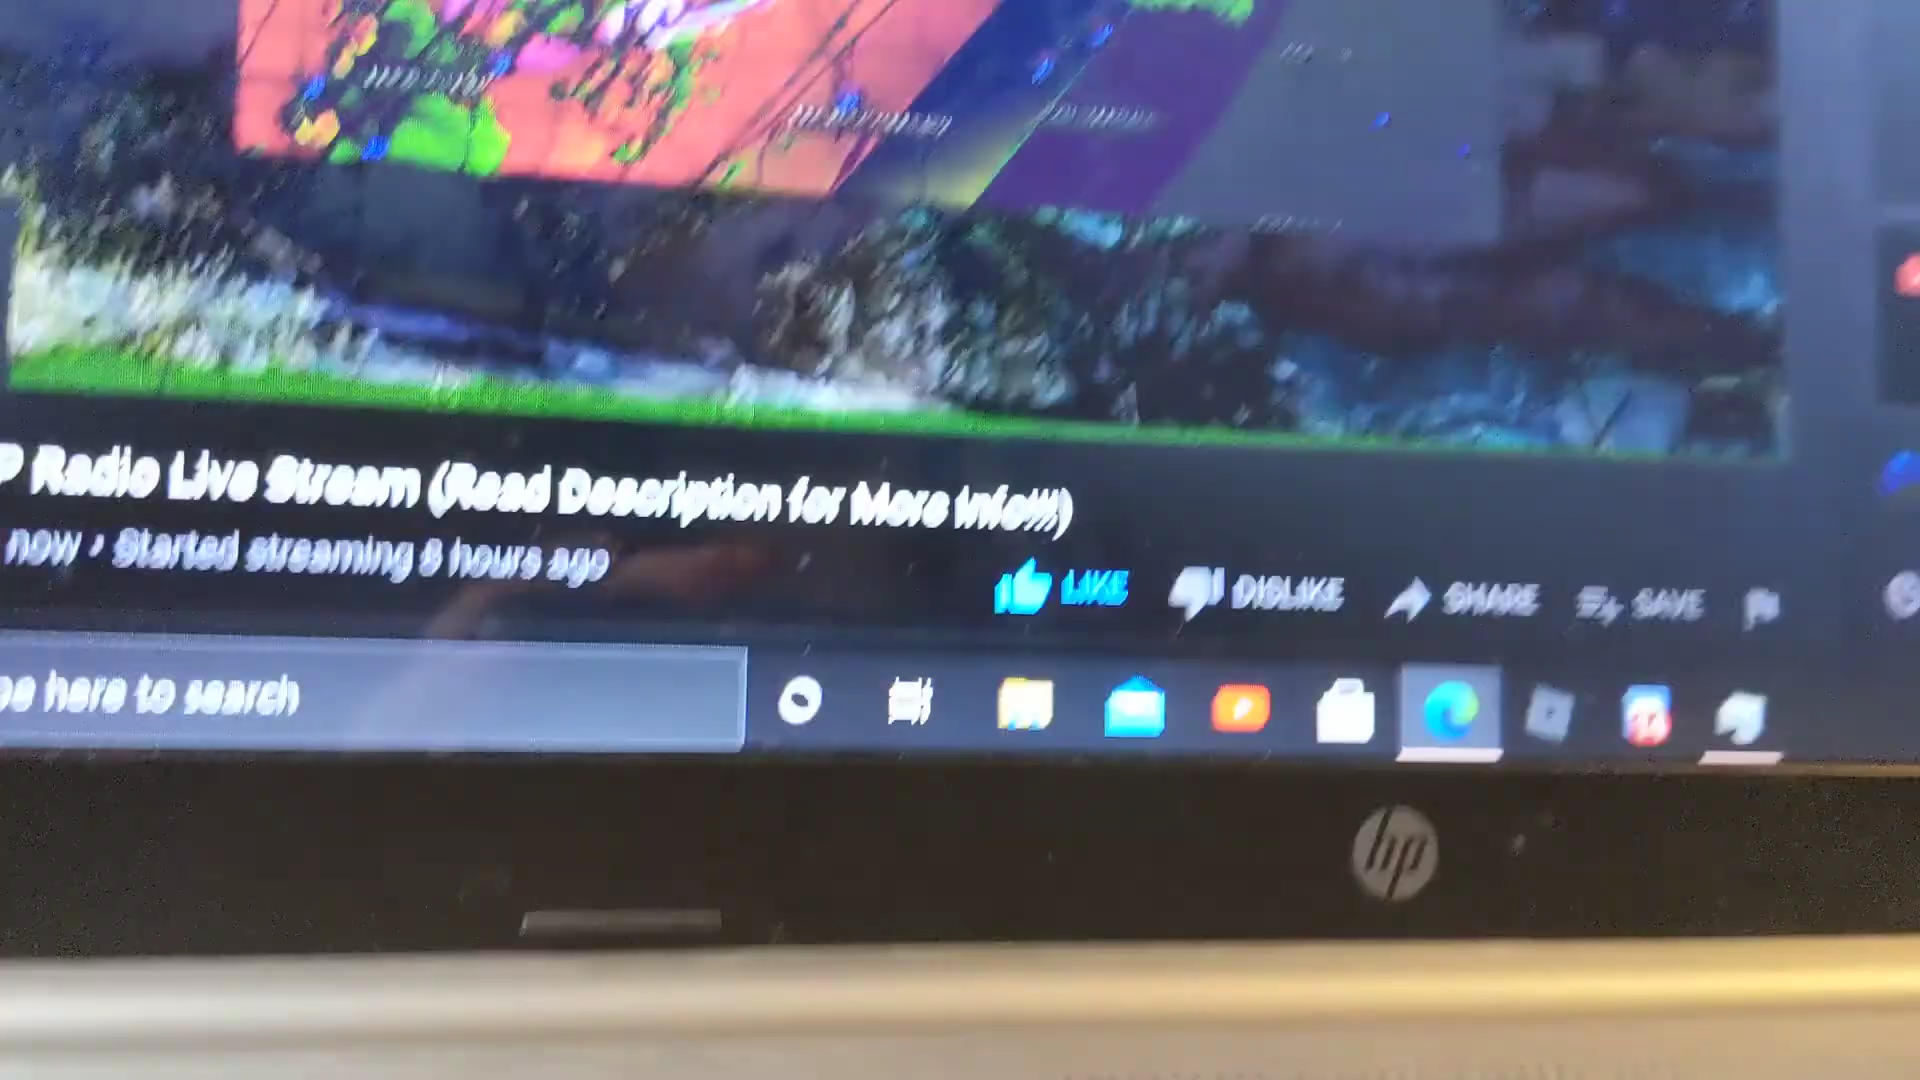 P Radio Live Stream (Read Description for More Info!!!)
now • Started streaming 8 hours ago
LIKE
DISLIKE
SHARE
SAVE
pe here to search
hp